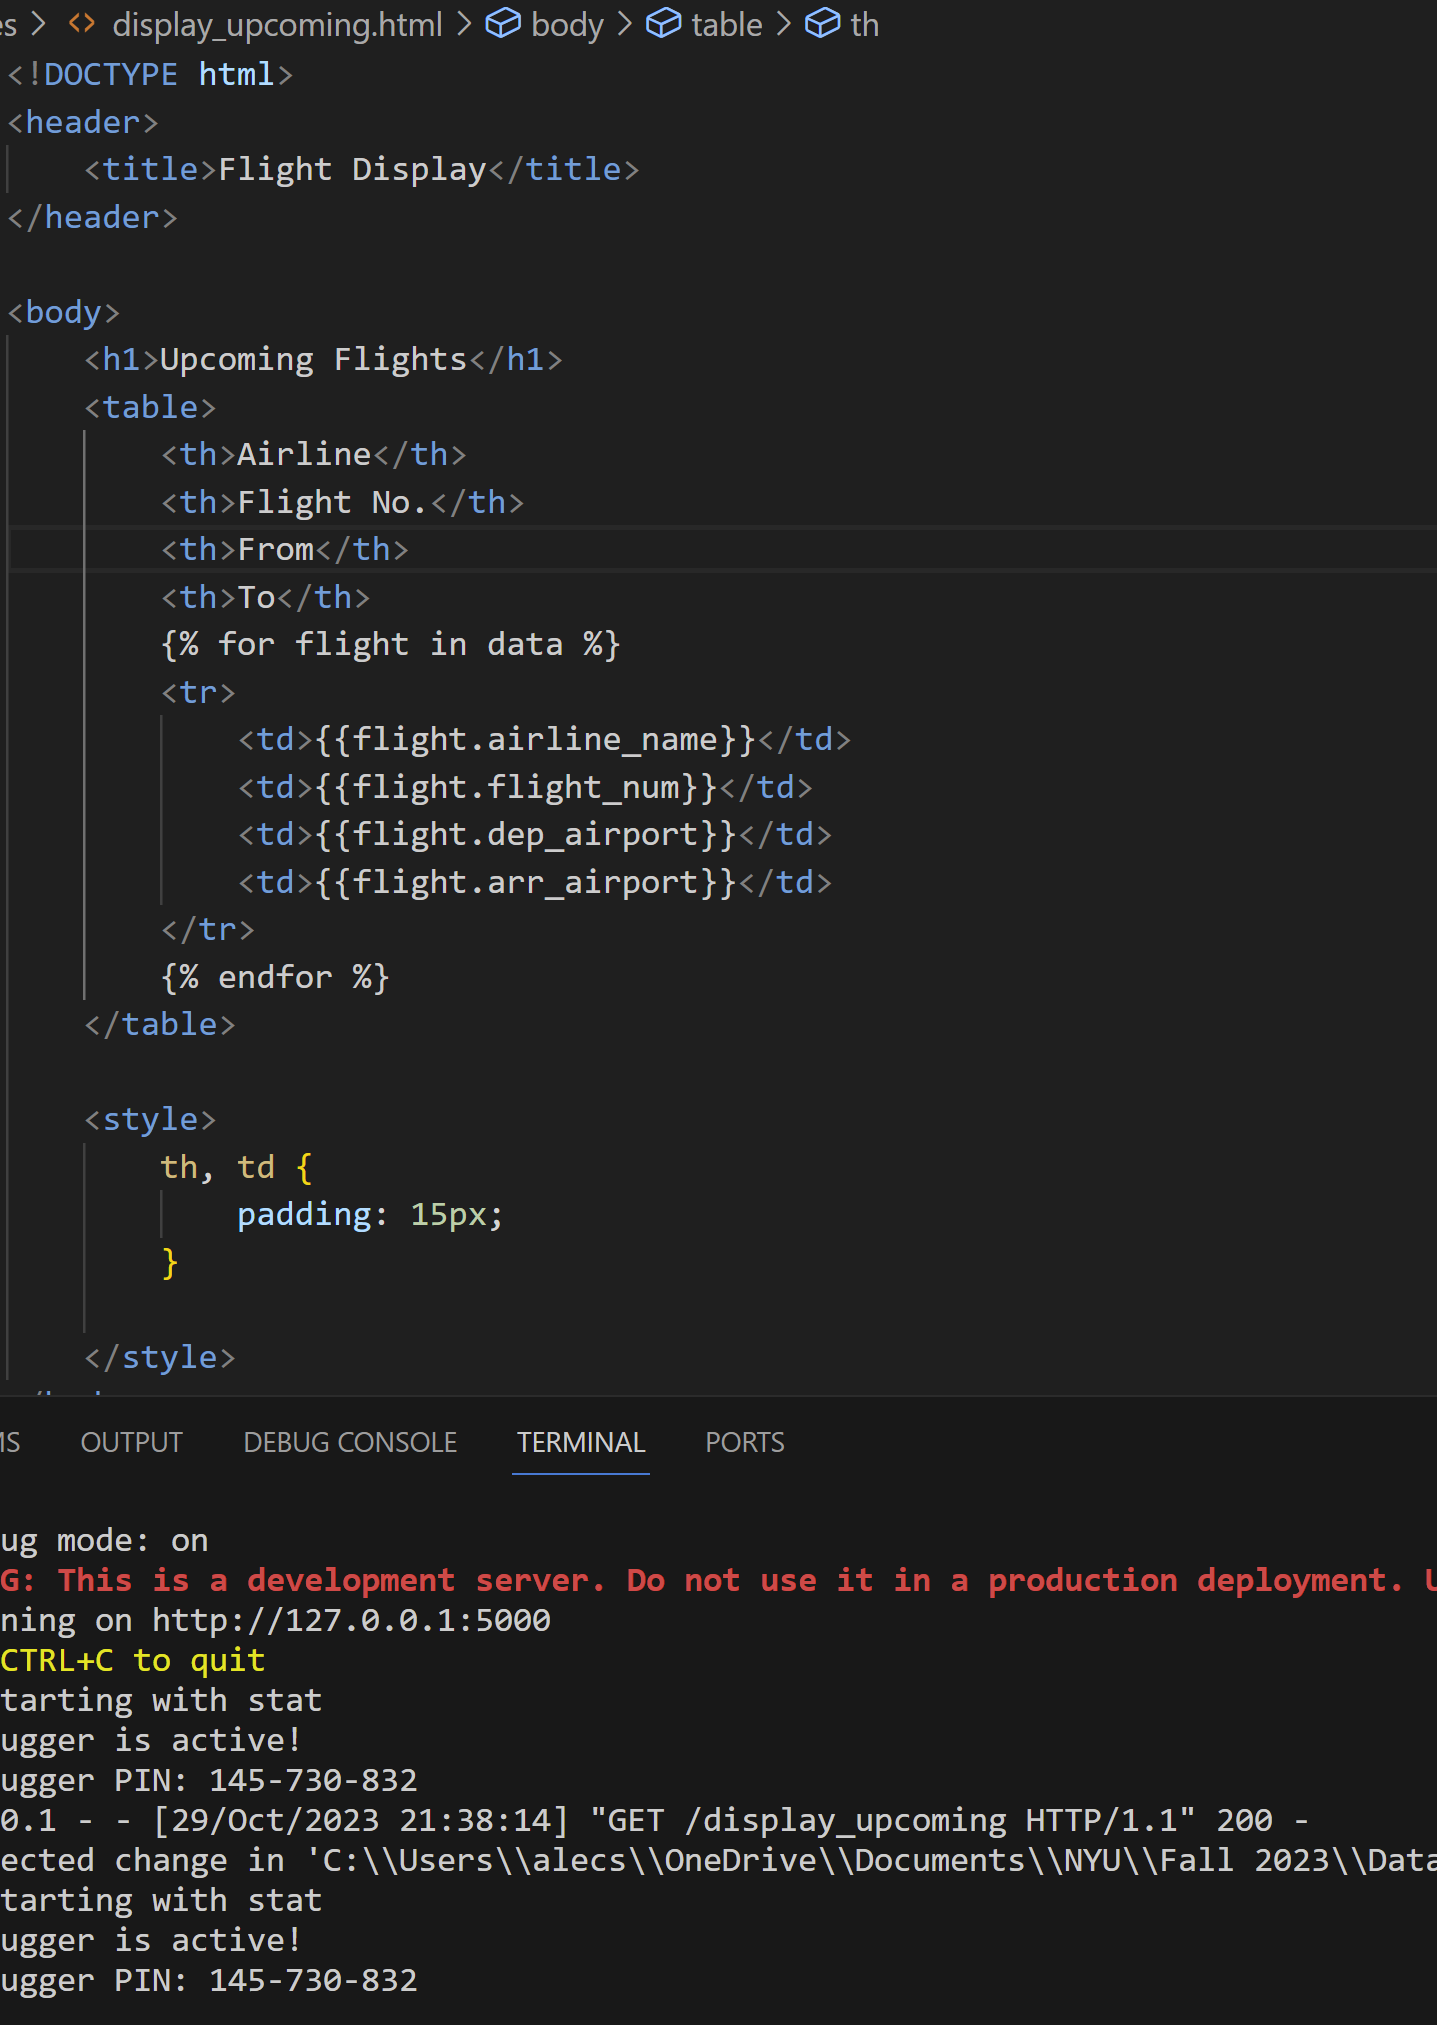 es > <> display_upcoming.html > body > table > th
<!DOCTYPE html>
<header>
    <title>Flight Display</title>
</header>

<body>
    <h1>Upcoming Flights</h1>
    <table>
        <th>Airline</th>
        <th>Flight No.</th>
        <th>From</th>
        <th>To</th>
        {% for flight in data %}
        <tr>
            <td>{{flight.airline_name}}</td>
            <td>{{flight.flight_num}}</td>
            <td>{{flight.dep_airport}}</td>
            <td>{{flight.arr_airport}}</td>
        </tr>
        {% endfor %}
    </table>

    <style>
        th, td {
            padding: 15px;
        }

    </style>
MS OUTPUT DEBUG CONSOLE TERMINAL PORTS
ug mode: on
G: This is a development server. Do not use it in a production deployment. U
ning on http://127.0.0.1:5000
CTRL+C to quit
tarting with stat
ugger is active!
ugger PIN: 145-730-832
0.1 - - [29/Oct/2023 21:38:14] "GET /display_upcoming HTTP/1.1" 200 -
ected change in 'C:\\Users\\alecs\\OneDrive\\Documents\\NYU\\Fall 2023\\Data
tarting with stat
ugger is active!
ugger PIN: 145-730-832